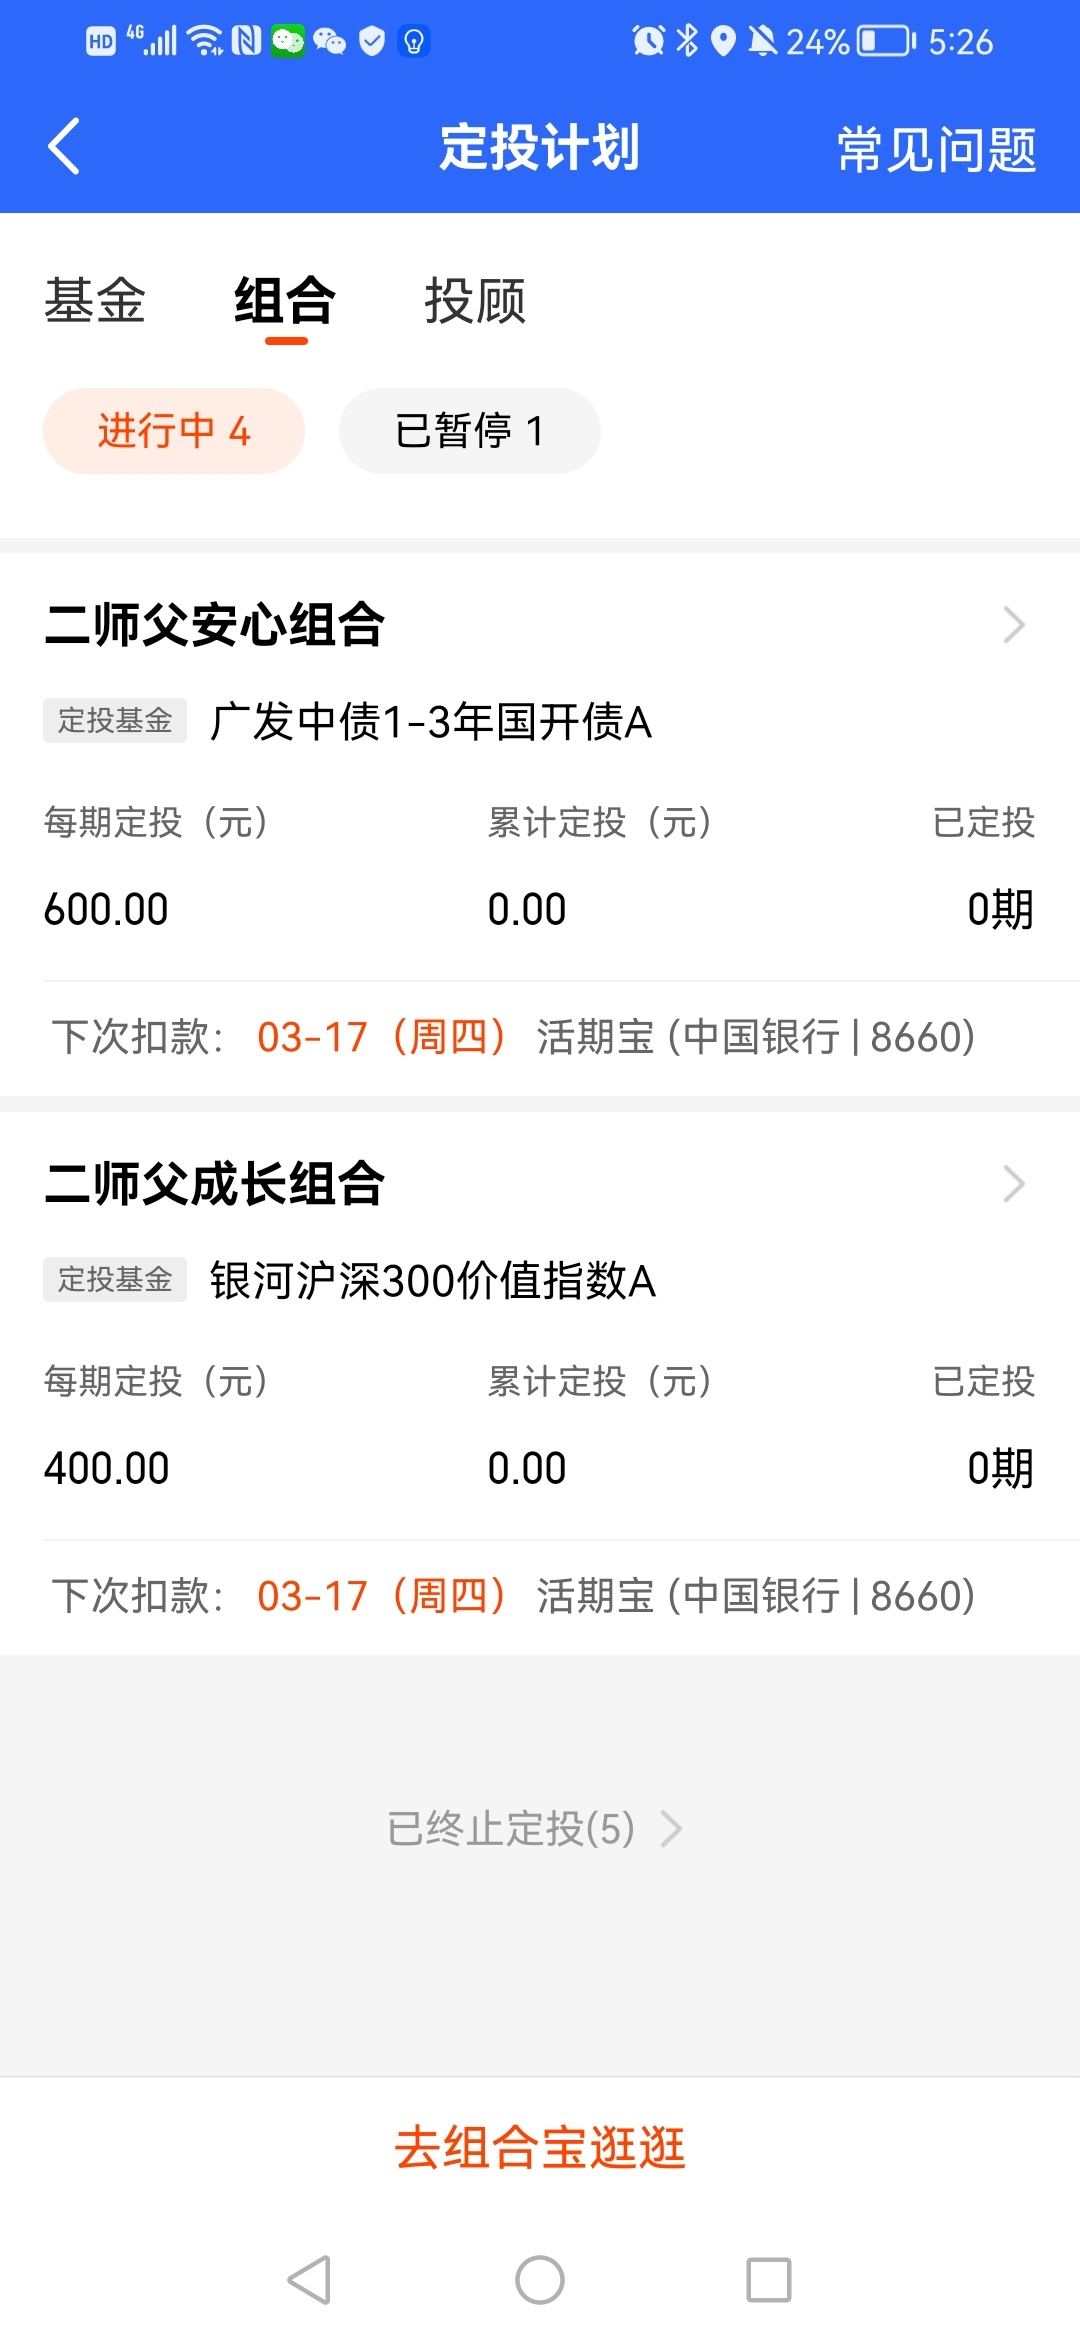 HD 4G 24% 5:26
定投计划 常见问题
基金 组合 投顾
进行中 4 已暂停 1
二师父安心组合
定投基金 广发中债1-3年国开债A
每期定投（元） 累计定投（元） 已定投
600.00 0.00 0期
下次扣款： 03-17（周四） 活期宝 (中国银行 | 8660)
二师父成长组合
定投基金 银河沪深300价值指数A
每期定投（元） 累计定投（元） 已定投
400.00 0.00 0期
下次扣款： 03-17（周四） 活期宝 (中国银行 | 8660)
已终止定投(5)
去组合宝逛逛